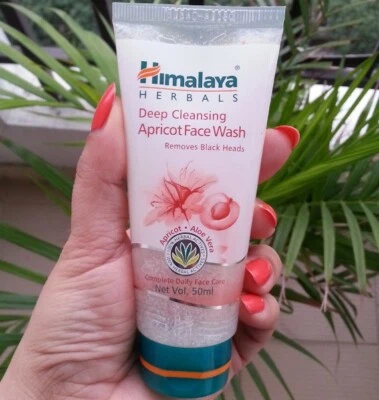 Himalaya
HERBALS
Deep Cleansing
Apricot Face Wash
Removes Black Heads
Apricot • Aloe Vera
Complete Daily Face Care
Net Vol. 50ml